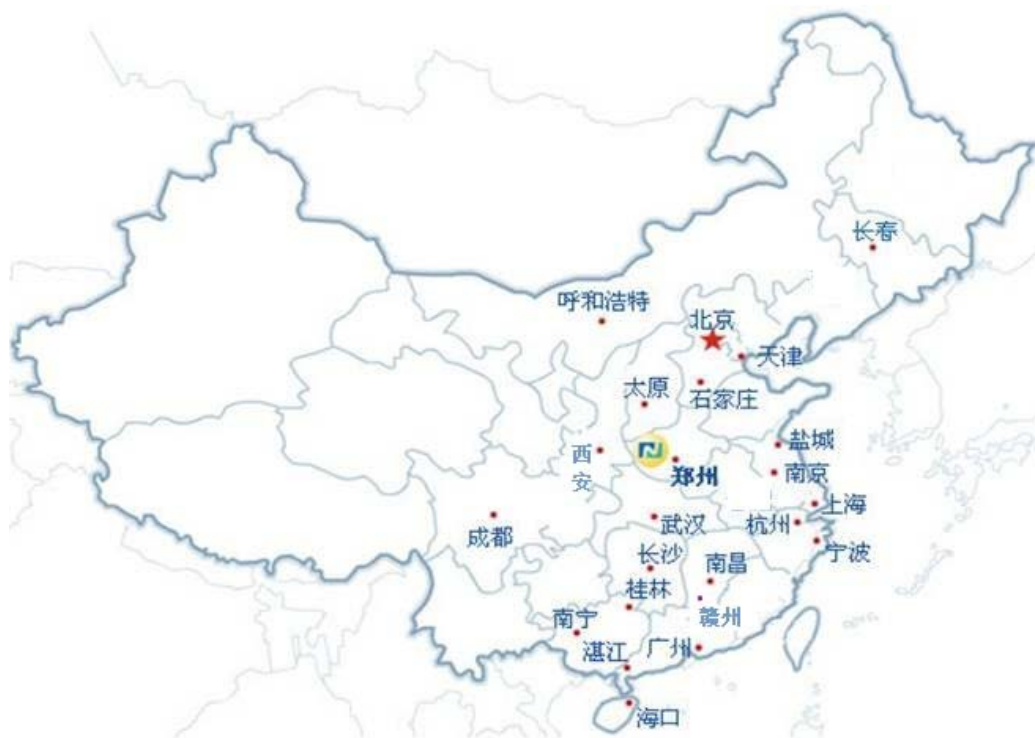 长春
呼和浩特
北京
天津
太原
石家庄
盐城
西
安
郑州
南京
上海
成都
武汉
杭州
宁波
长沙
南昌
桂林
赣州
南宁
湛江
广州
海口